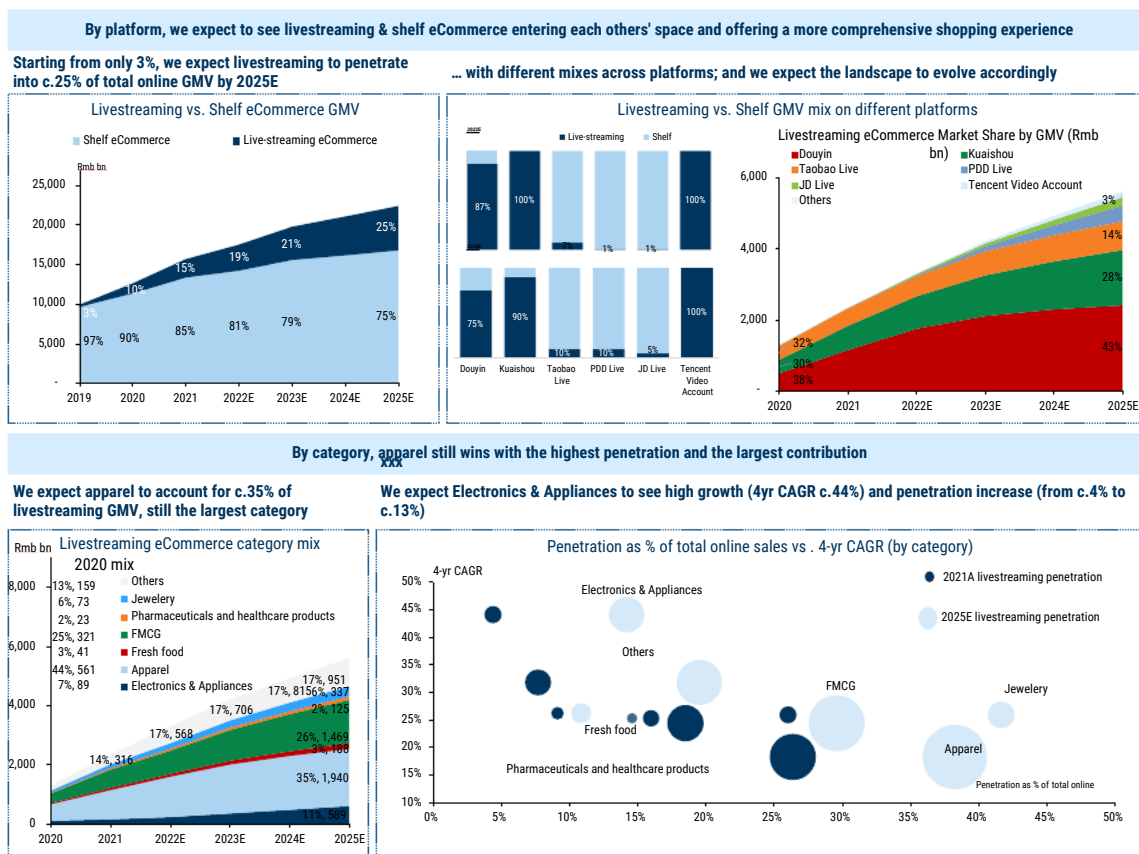 By platform, we expect to see livestreaming & shelf eCommerce entering each others' space and offering a more comprehensive shopping experience
Starting from only 3%, we expect livestreaming to penetrate
into c.25% of total online GMV by 2025E
... with different mixes across platforms; and we expect the landscape to evolve accordingly
Livestreaming vs. Shelf eCommerce GMV
Shelf eCommerce
Live-streaming eCommerce
Rmb bn
25,000
20,000
15,000
10,000
5,000
-
25%
21%
19%
15%
10%
3%
97%
90%
85%
81%
79%
75%
2019
2020
2021
2022E
2023E
2025E
Livestreaming vs. Shelf GMV mix on different platforms
2022E
Live-streaming
Shelf
87%
100%
7%
1%
1%
100%
75%
90%
10%
10%
5%
100%
Douyin
Kuaishou
Taobao
Live
PDD Live
JD Live
Tencent
Video
Account
Livestreaming eCommerce Market Share by GMV (Rmb
bn)
Douyin
Kuaishou
Taobao Live
PDD Live
JD Live
Tencent Video Account
Others
6,000
4,000
2,000
-
3%
14%
28%
43%
32%
30%
38%
2020
2021
2022E
2023E
2024E
2025E
By category, apparel still wins with the highest penetration and the largest contribution
xxx
We expect apparel to account for c.35% of
livestreaming GMV, still the largest category
We expect Electronics & Appliances to see high growth (4yr CAGR c.44%) and penetration increase (from c.4% to
c.13%)
Rmb bn
Livestreaming eCommerce category mix
2020 mix
8,000
6,000
4,000
2,000
0
13%, 159
6%, 73
2%, 23
25%, 321
3%, 41
44%, 561
7%, 89
Others
Jewelery
Pharmaceuticals and healthcare products
FMCG
Fresh food
Apparel
Electronics & Appliances
14%, 316
17%, 568
17%, 706
17%, 815
17%, 951
6%, 337
2%, 125
26%, 1,469
3%, 188
35%, 1,940
11%, 589
2020
2021
2022E
2023E
2024E
2025E
Penetration as % of total online sales vs . 4-yr CAGR (by category)
4-yr CAGR
2021A livestreaming penetration
2025E livestreaming penetration
50%
45%
40%
35%
30%
25%
20%
15%
10%
Electronics & Appliances
Others
FMCG
Jewelery
Fresh food
Apparel
Pharmaceuticals and healthcare products
Penetration as % of total online
0%
5%
10%
15%
20%
25%
30%
35%
40%
45%
50%